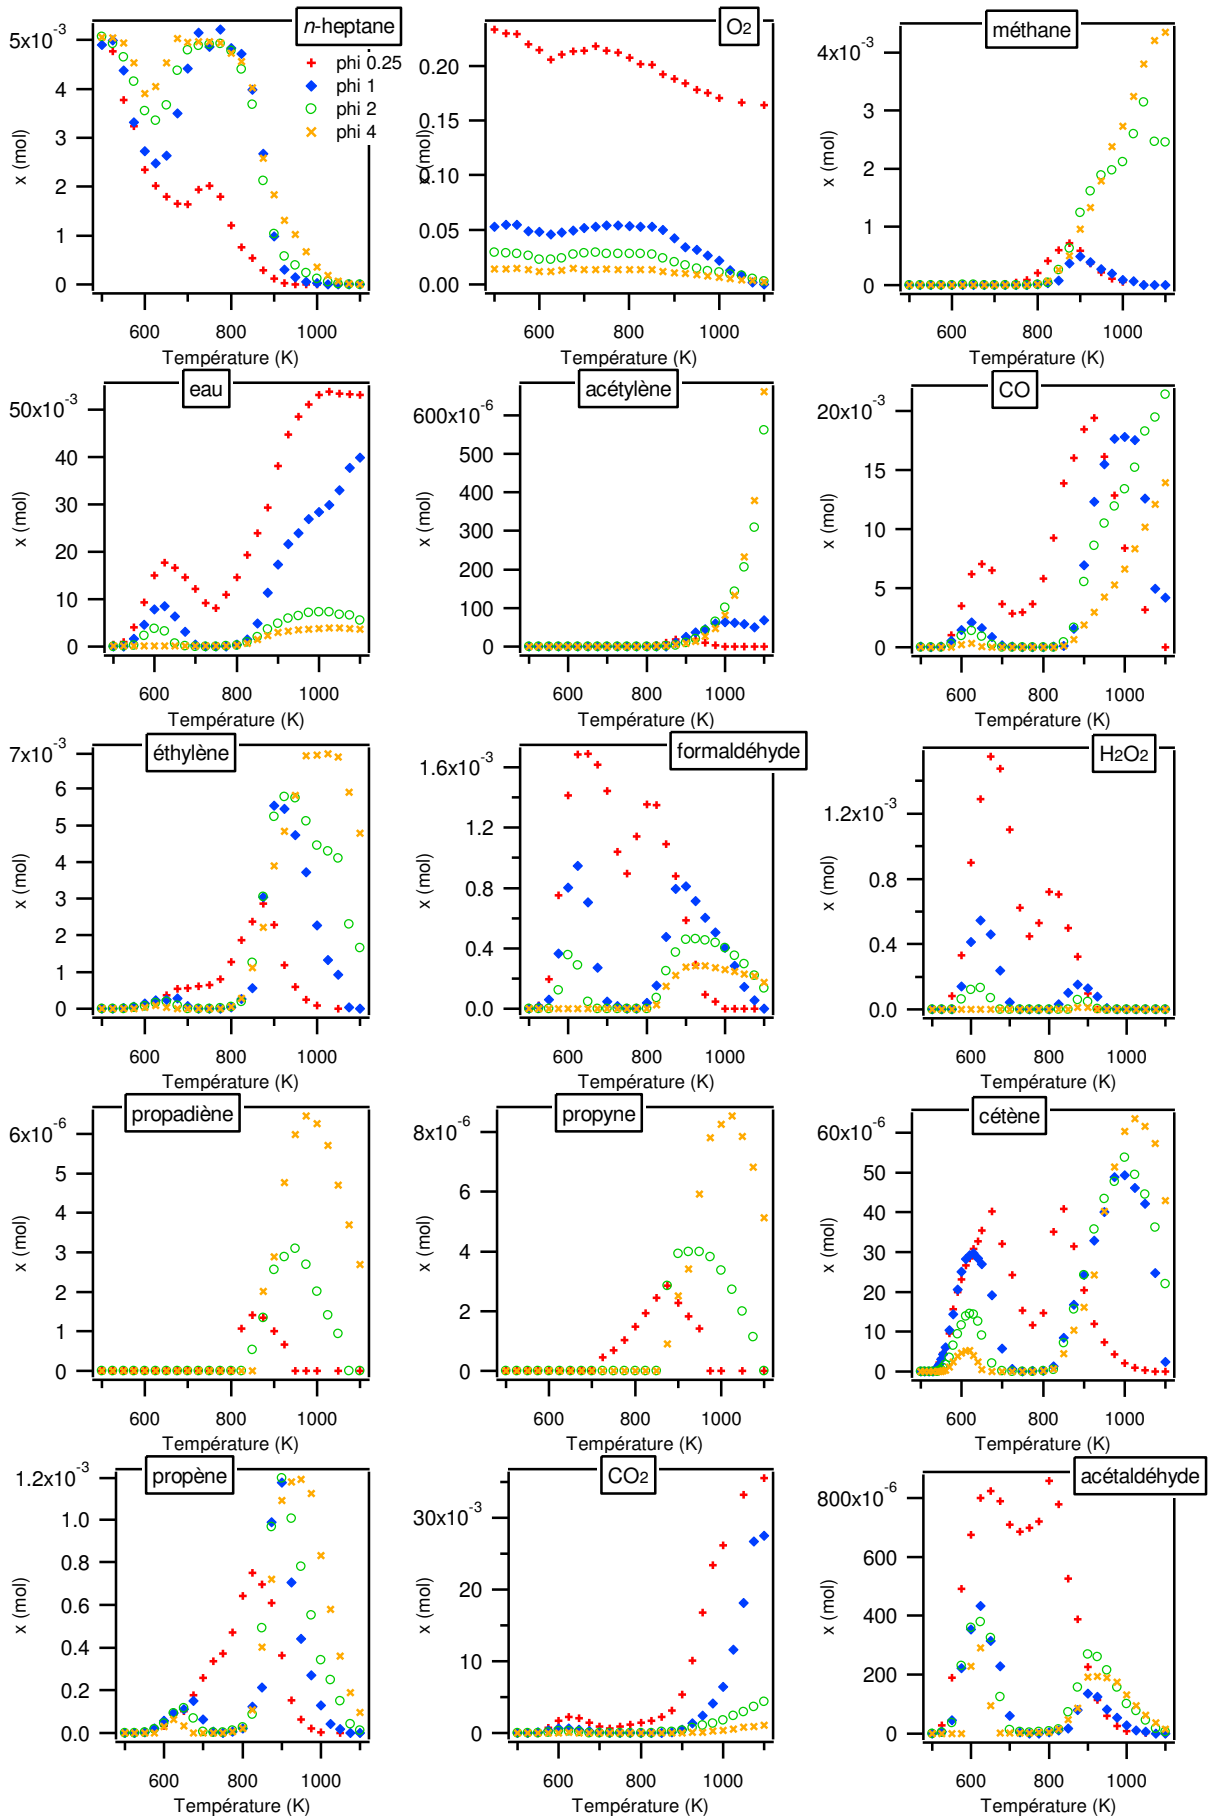 n-heptane
phi 0.25
phi 1
phi 2
phi 4
5x10-3
4
3
2
1
0
x (mol)
600 800 1000
Température (K)
O2
0.20
0.15
0.10
0.05
0.00
x (mol)
600 800 1000
Température (K)
méthane
4x10-3
3
2
1
0
x (mol)
600 800 1000
Température (K)
eau
50x10-3
40
30
20
10
0
x (mol)
600 800 1000
Température (K)
acétylène
600x10-6
500
400
300
200
100
0
x (mol)
600 800 1000
Température (K)
CO
20x10-3
15
10
5
0
x (mol)
600 800 1000
Température (K)
éthylène
7x10-3
6
5
4
3
2
1
0
x (mol)
600 800 1000
Température (K)
formaldéhyde
1.6x10-3
1.2
0.8
0.4
0.0
x (mol)
600 800 1000
Température (K)
H2O2
1.2x10-3
0.8
0.4
0.0
x (mol)
600 800 1000
Température (K)
propadiène
6x10-6
5
4
3
2
1
0
x (mol)
600 800 1000
Température (K)
propyne
8x10-6
6
4
2
0
x (mol)
600 800 1000
Température (K)
cétène
60x10-6
50
40
30
20
10
0
x (mol)
600 800 1000
Température (K)
propène
1.2x10-3
1.0
0.8
0.6
0.4
0.2
0.0
x (mol)
600 800 1000
Température (K)
CO2
30x10-3
20
10
0
x (mol)
600 800 1000
Température (K)
acétaldéhyde
800x10-6
600
400
200
0
x (mol)
600 800 1000
Température (K)